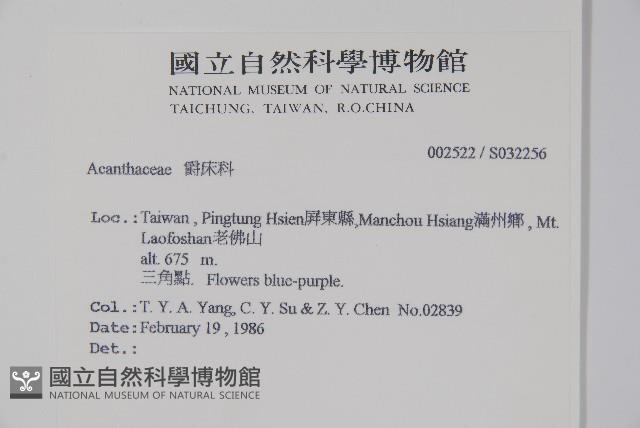 國立自然科學博物館
NATIONAL MUSEUM OF NATURAL SCIENCE
TAICHUNG, TAIWAN, R.O.CHINA
002522 / S032256
Acanthaceae 爵床科
Loc.: Taiwan , Pingtung Hsien屏東縣,Manchou Hsiang滿州鄉 , Mt.
Laofoshan老佛山
alt. 675 m.
三角點. Flowers blue-purple.
Col.: T. Y. A. Yang, C. Y. Su & Z. Y. Chen No.02839
Date: February 19 , 1986
Det.:
國立自然科學博物館
NATIONAL MUSEUM OF NATURAL SCIENCE